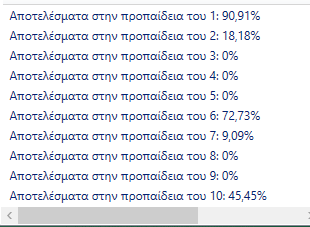 Αποτελέσματα στην προπαίδεια του 1: 90,91%
Αποτελέσματα στην προπαίδεια του 2: 18,18%
Αποτελέσματα στην προπαίδεια του 3: 0%
Αποτελέσματα στην προπαίδεια του 4: 0%
Αποτελέσματα στην προπαίδεια του 5: 0%
Αποτελέσματα στην προπαίδεια του 6: 72,73%
Αποτελέσματα στην προπαίδεια του 7: 9,09%
Αποτελέσματα στην προπαίδεια του 8: 0%
Αποτελέσματα στην προπαίδεια του 9: 0%
Αποτελέσματα στην προπαίδεια του 10: 45,45%